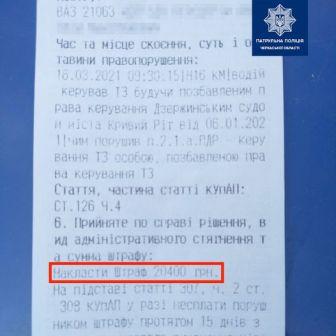 ПАТРУЛЬНА ПОЛІЦІЯ
ЧЕРКАСЬКОЇ ОБЛАСТІ
ВАЗ 21063
Час та місце скоєння, суть і о
тавини правопорушення:
18.03.2021 09:30:15|Н16 км|водій
керував ТЗ будучи позбавленим п
рава керування Дзержинським судо
м міста Кривий Ріг від 06.01.202
1|чим порушив п.2.1.а.ПДР - керу
вання ТЗ особою, позбавленою пра
ва керування ТЗ
Стаття, частина статті КУпАП:
СТ.126 Ч.4
6. Прийняте по справі рішення, в
ид адміністративного стягнення т
а сумна штрафу:
Накласти Штраф 20400 грн.
На підставі статті 307, ч. 2 ст.
308 КУпАП у разі несплати поруш
ником штрафу протягом 15 днів з